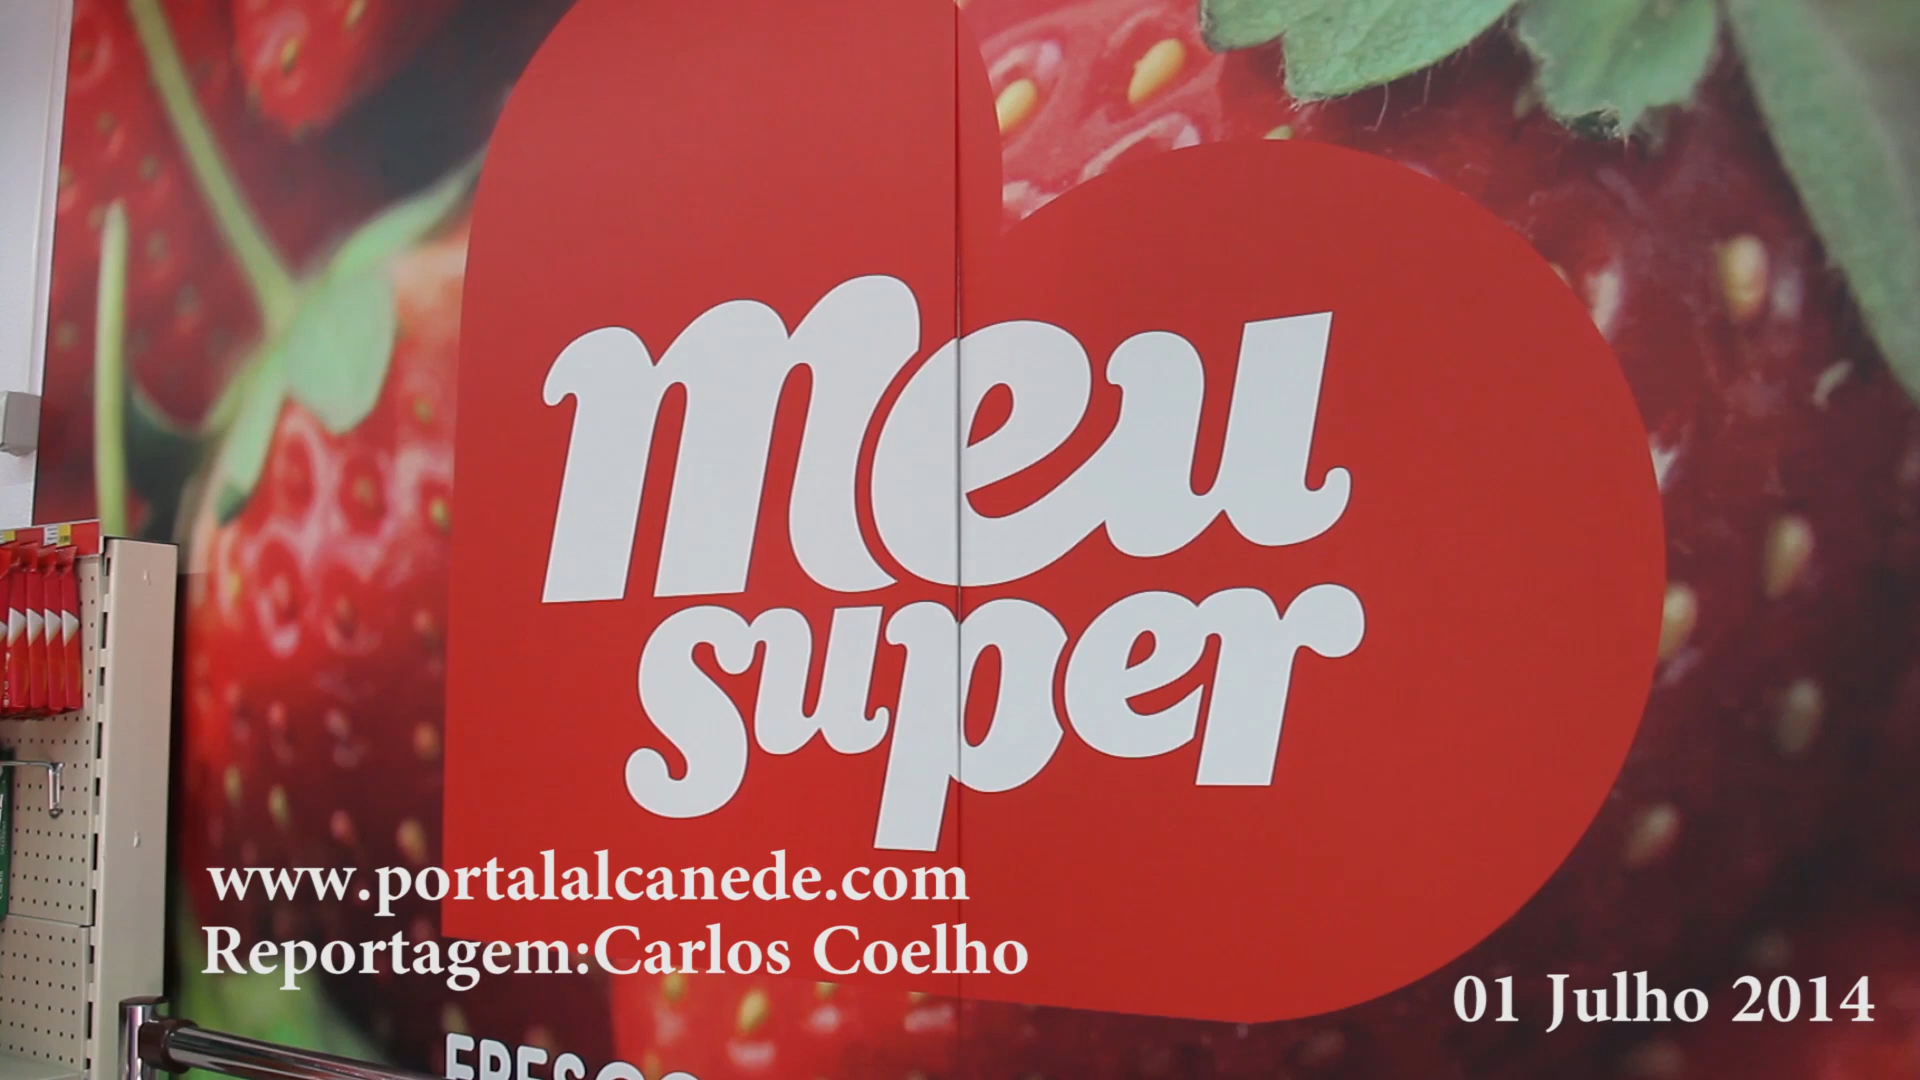 meu
super
www.portalalcanede.com
Reportagem:Carlos Coelho
01 Julho 2014